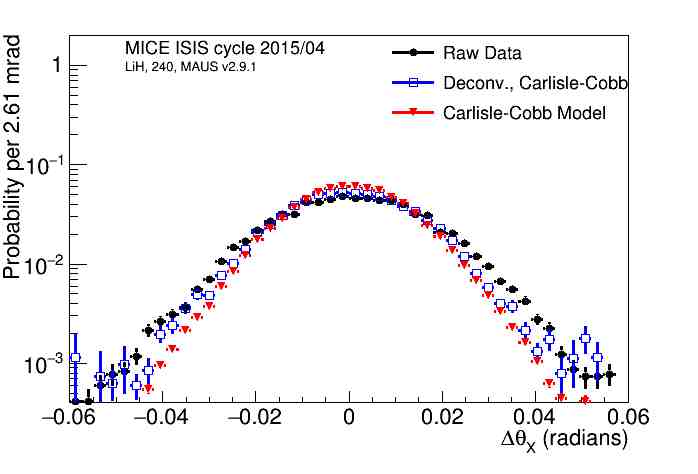 MICE ISIS cycle 2015/04
LiH, 240, MAUS v2.9.1
Raw Data
Deconv., Carlisle-Cobb
Carlisle-Cobb Model
Probability per 2.61 mrad
1
10⁻¹
10⁻²
10⁻³
−0.06 −0.04 −0.02 0 0.02 0.04 0.06
Δθ_X (radians)